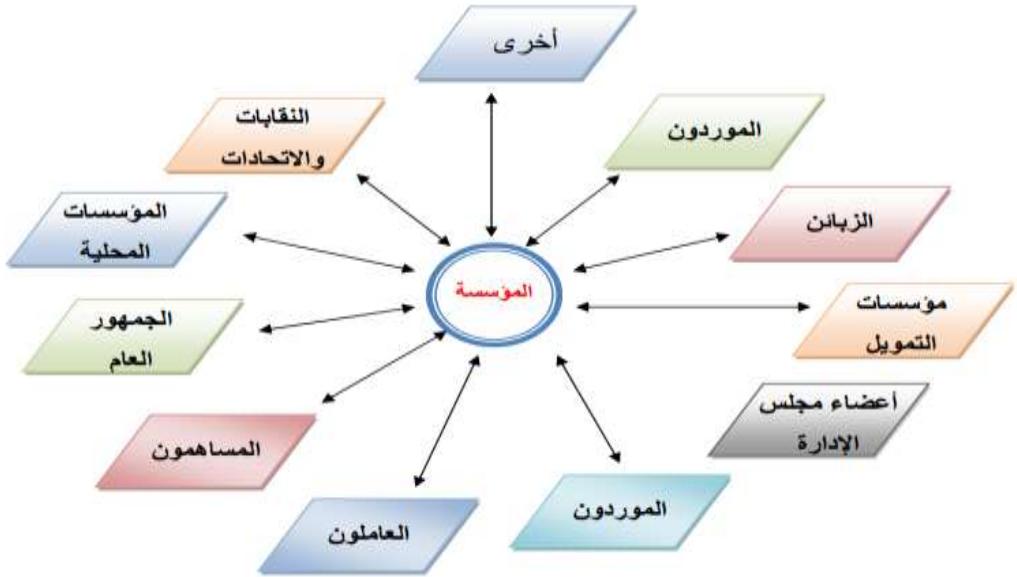 أخرى
الموردون
النقابات
والاتحادات
الزبائن
المؤسسات
المحلية
المؤسسة
مؤسسات
التمويل
الجمهور
العام
أعضاء مجلس
الإدارة
المساهمون
الموردون
العاملون